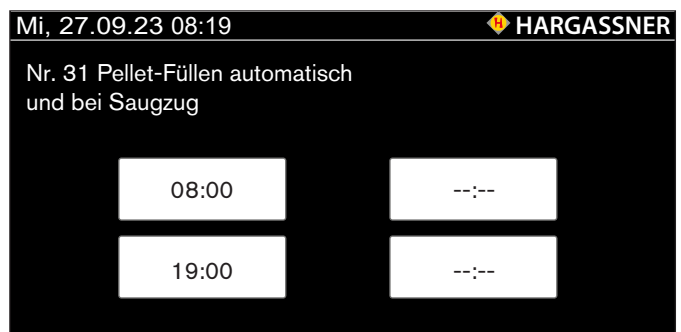 Mi, 27.09.23 08:19 H HARGASSNER
Nr. 31 Pellet-Füllen automatisch
und bei Saugzug
08:00 --:--
19:00 --:--